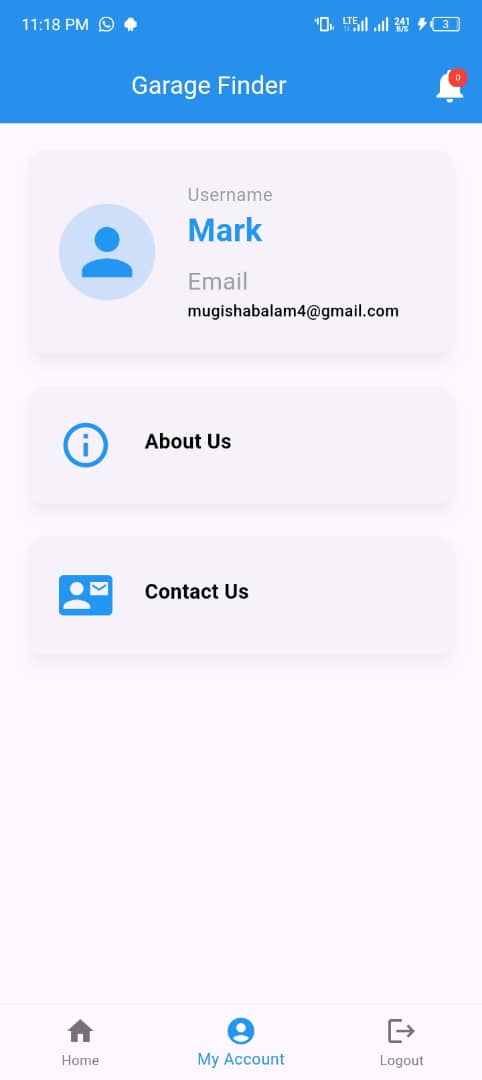 11:18 PM
LTE
241
B/S
3
Garage Finder
0
Username
Mark
Email
mugishabalam4@gmail.com
About Us
Contact Us
Home
My Account
Logout